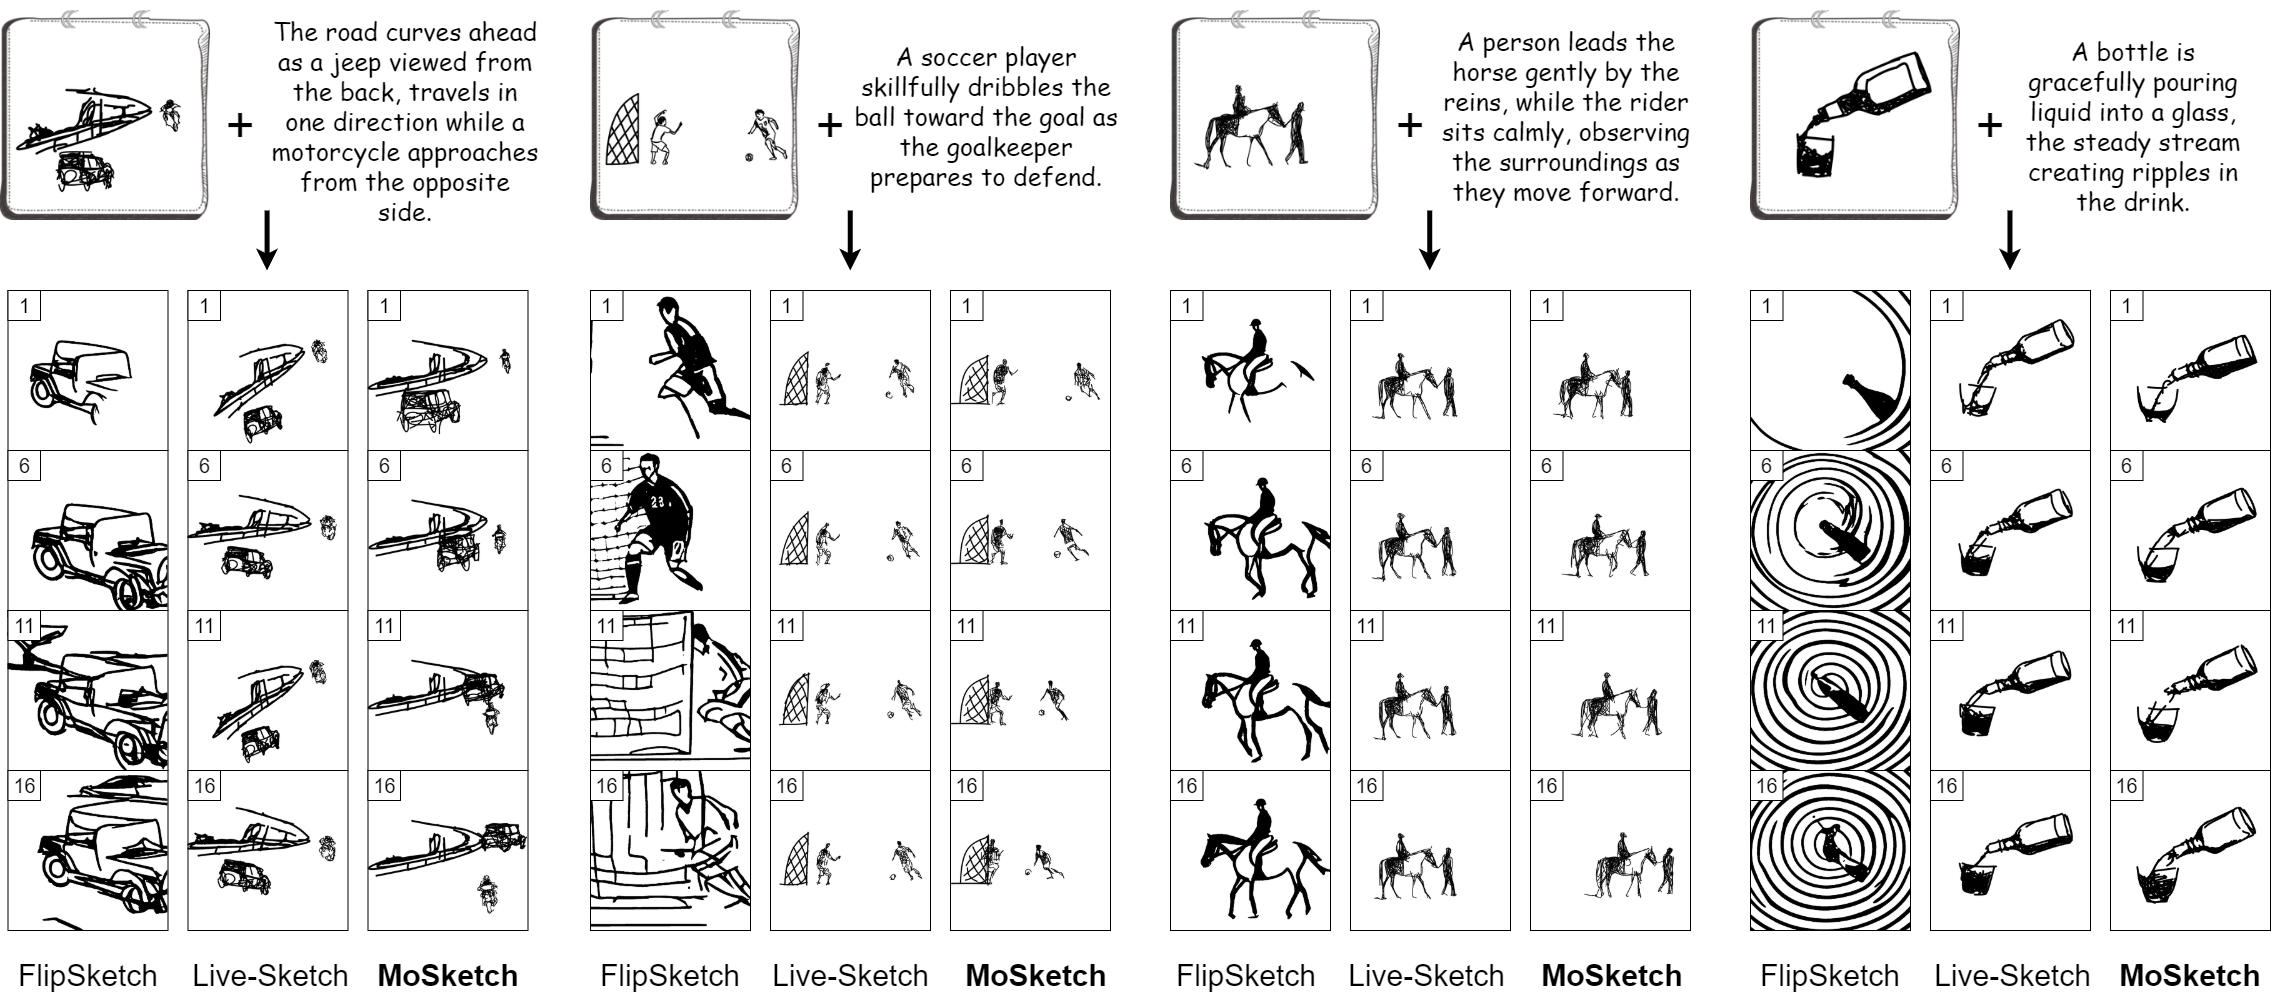 The road curves ahead
as a jeep viewed from
the back, travels in
one direction while a
motorcycle approaches
from the opposite
side.
+
A soccer player
skillfully dribbles the
ball toward the goal as
the goalkeeper
prepares to defend.
+
A person leads the
horse gently by the
reins, while the rider
sits calmly, observing
the surroundings as
they move forward.
+
A bottle is
gracefully pouring
liquid into a glass,
the steady stream
creating ripples in
the drink.
+
1 1 1 1 1 1 1 1 1 1 1 1
6 6 6 6 6 6 6 6 6 6 6 6
23
11 11 11 11 11 11 11 11 11 11 11 11
16 16 16 16 16 16 16 16 16 16 16 16
FlipSketch Live-Sketch MoSketch FlipSketch Live-Sketch MoSketch FlipSketch Live-Sketch MoSketch FlipSketch Live-Sketch MoSketch